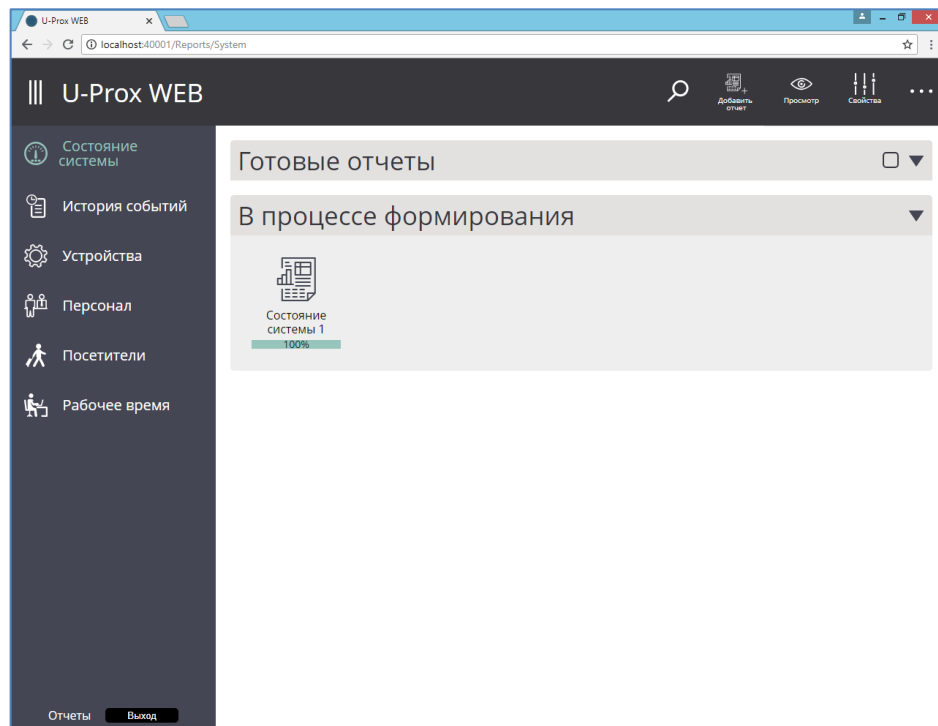 U-Prox WEB
localhost:40001/Reports/System
U-Prox WEB
Добавить
отчет
Просмотр
Свойства
Состояние
системы
История событий
Устройства
Персонал
Посетители
Рабочее время
Готовые отчеты
В процессе формирования
Состояние
системы 1
100%
Отчеты
Выход